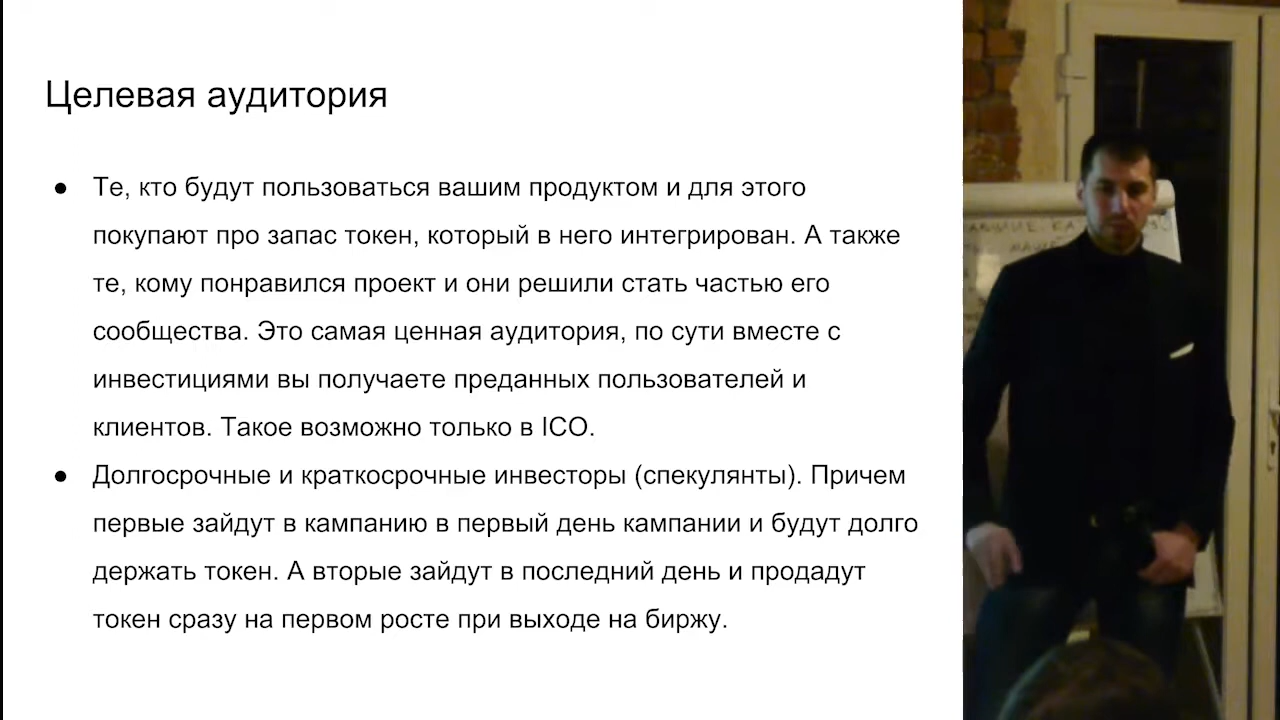 Целевая аудитория
● Те, кто будут пользоваться вашим продуктом и для этого
покупают про запас токен, который в него интегрирован. А также
те, кому понравился проект и они решили стать частью его
сообщества. Это самая ценная аудитория, по сути вместе с
инвестициями вы получаете преданных пользователей и
клиентов. Такое возможно только в ICO.
● Долгосрочные и краткосрочные инвесторы (спекулянты). Причем
первые зайдут в кампанию в первый день кампании и будут долго
держать токен. А вторые зайдут в последний день и продадут
токен сразу на первом росте при выходе на биржу.